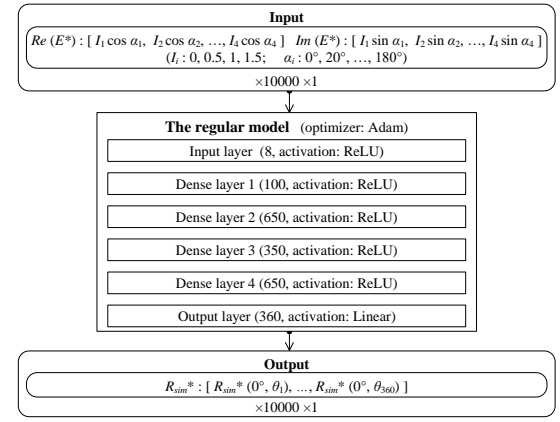 Input
Re (E*) : [ I₁ cos α₁, I₂ cos α₂, …, I₄ cos α₄ ] Im (E*) : [ I₁ sin α₁, I₂ sin α₂, …, I₄ sin α₄ ]
(Iᵢ : 0, 0.5, 1, 1.5; αᵢ : 0°, 20°, …, 180°)
×10000 ×1
The regular model (optimizer: Adam)
Input layer (8, activation: ReLU)
Dense layer 1 (100, activation: ReLU)
Dense layer 2 (650, activation: ReLU)
Dense layer 3 (350, activation: ReLU)
Dense layer 4 (650, activation: ReLU)
Output layer (360, activation: Linear)
Output
Rsim* : [ Rsim* (0°, θ₁), ..., Rsim* (0°, θ₃₆₀) ]
×10000 ×1